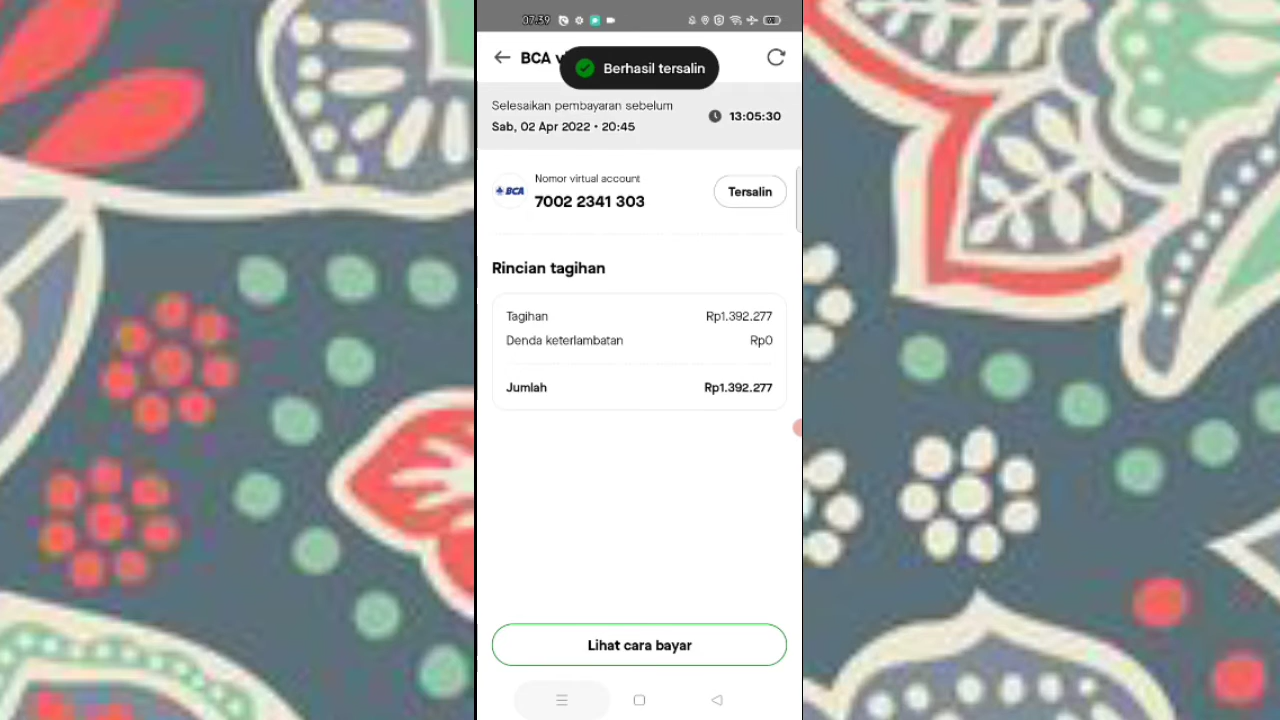 07.39
BCA
Berhasil tersalin
Selesaikan pembayaran sebelum
Sab, 02 Apr 2022 • 20:45
13:05:30
BCA
Nomor virtual account
7002 2341 303
Tersalin
Rincian tagihan
Tagihan Rp1.392.277
Denda keterlambatan Rp0
Jumlah Rp1.392.277
Lihat cara bayar